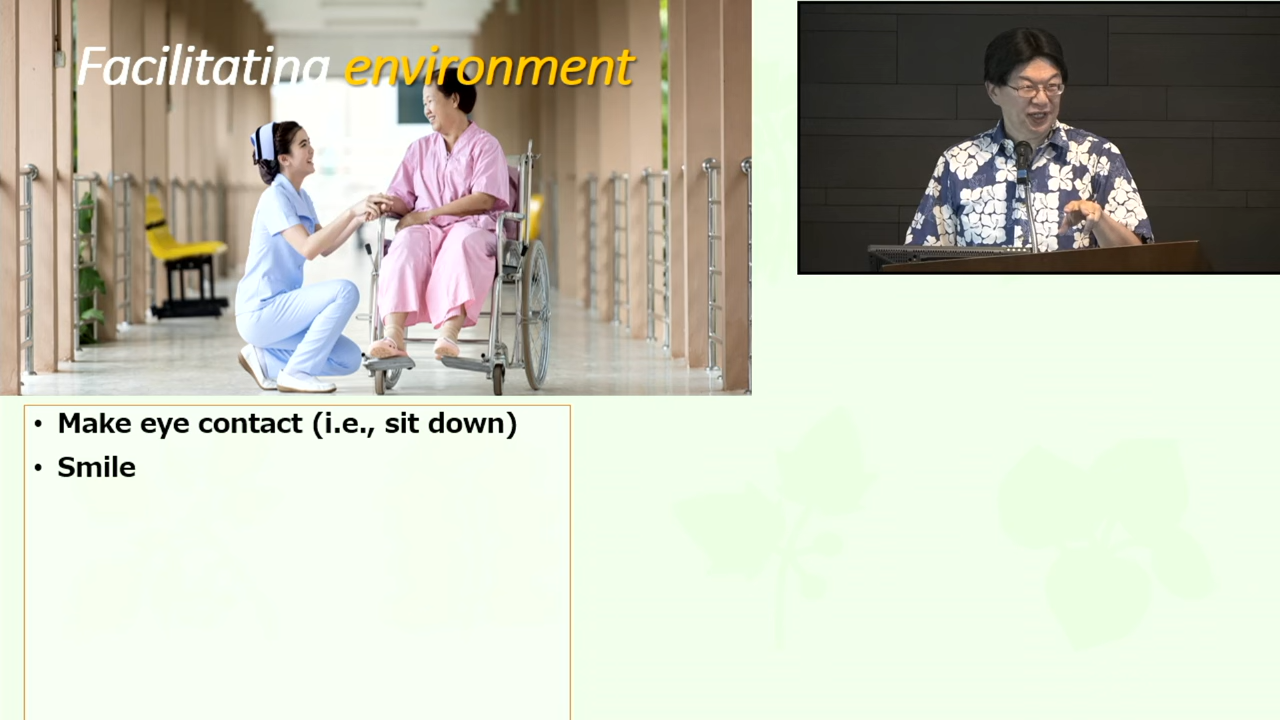 Facilitating environment
• Make eye contact (i.e., sit down)
• Smile